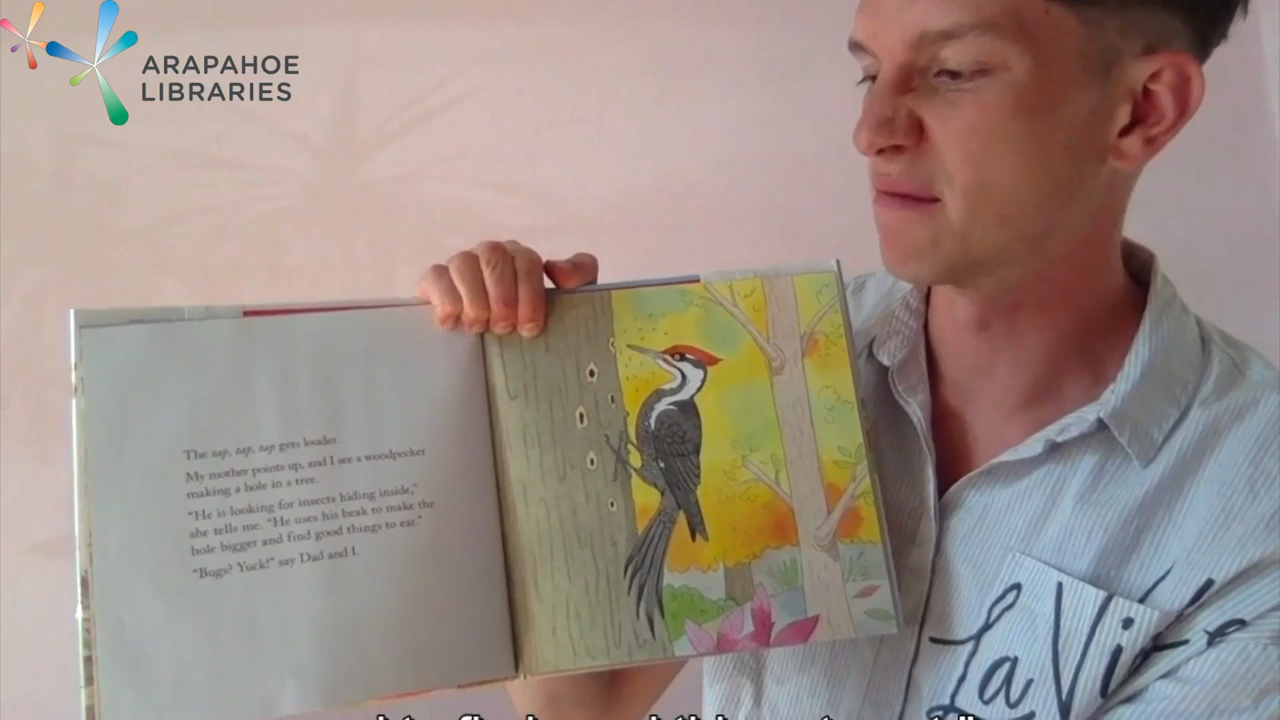 ARAPAHOE
LIBRARIES
The tap, tap, tap gets louder.
My mother points up, and I see a woodpecker
making a hole in a tree.
"He is looking for insects hiding inside,"
she tells me. "He uses his beak to make the
hole bigger and find good things to eat."
"Bugs? Yuck!" say Dad and I.
La Vie